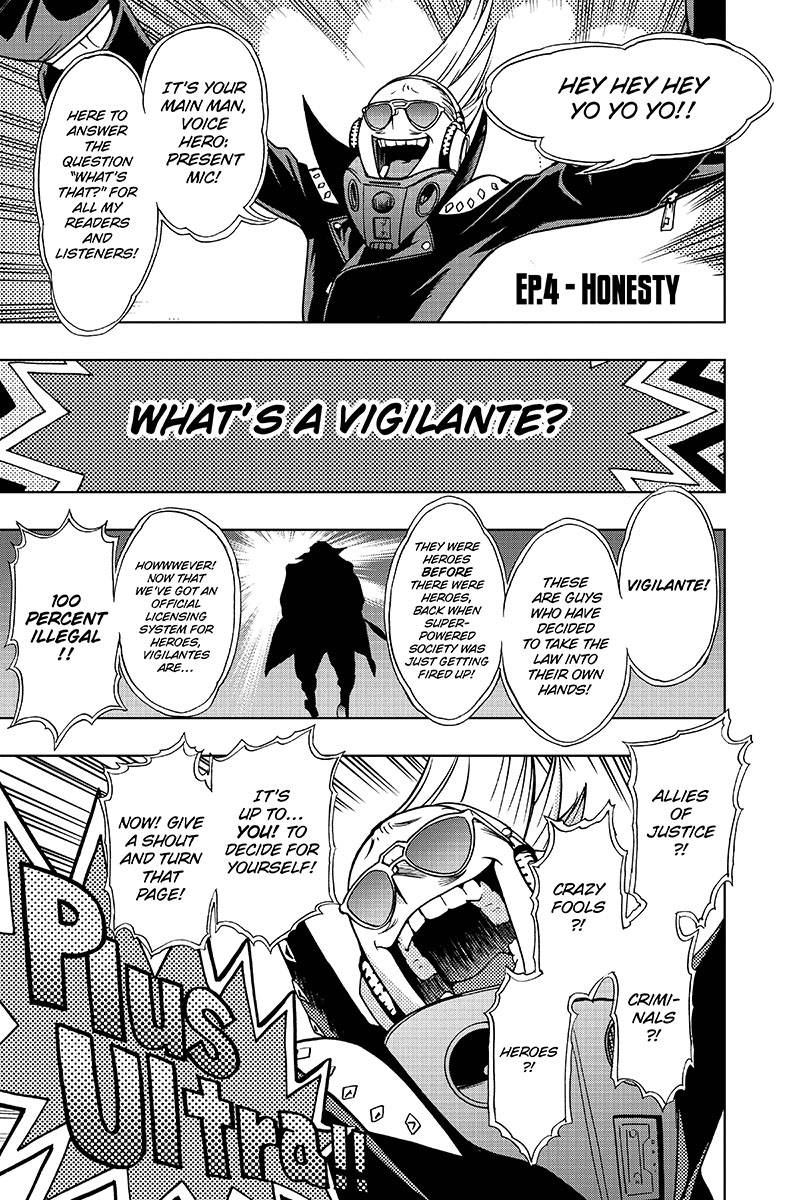 HEY HEY HEY
YO YO YO!!
IT'S YOUR
MAIN MAN,
VOICE
HERO:
PRESENT
MIC!
HERE TO
ANSWER
THE
QUESTION
"WHAT'S
THAT?" FOR
ALL MY
READERS
AND
LISTENERS!
EP.4 - HONESTY
WHAT'S A VIGILANTE?
VIGILANTE!
THESE
ARE GUYS
WHO HAVE
DECIDED
TO TAKE THE
LAW INTO
THEIR OWN
HANDS!
THEY WERE
HEROES
BEFORE
THERE WERE
HEROES,
BACK WHEN
SUPER-
POWERED
SOCIETY WAS
JUST GETTING
FIRED UP!
HOWWWEVER!
NOW THAT
WE'VE GOT AN
OFFICIAL
LICENSING
SYSTEM FOR
HEROES,
VIGILANTES
ARE...
100
PERCENT
ILLEGAL
!!
ALLIES
OF
JUSTICE
?!
CRAZY
FOOLS
?!
CRIMI-
NALS
?!
HEROES
?!
IT'S
UP TO...
YOU! TO
DECIDE FOR
YOURSELF!
NOW! GIVE
A SHOUT
AND TURN
THAT
PAGE!
Plus
Ultra!!